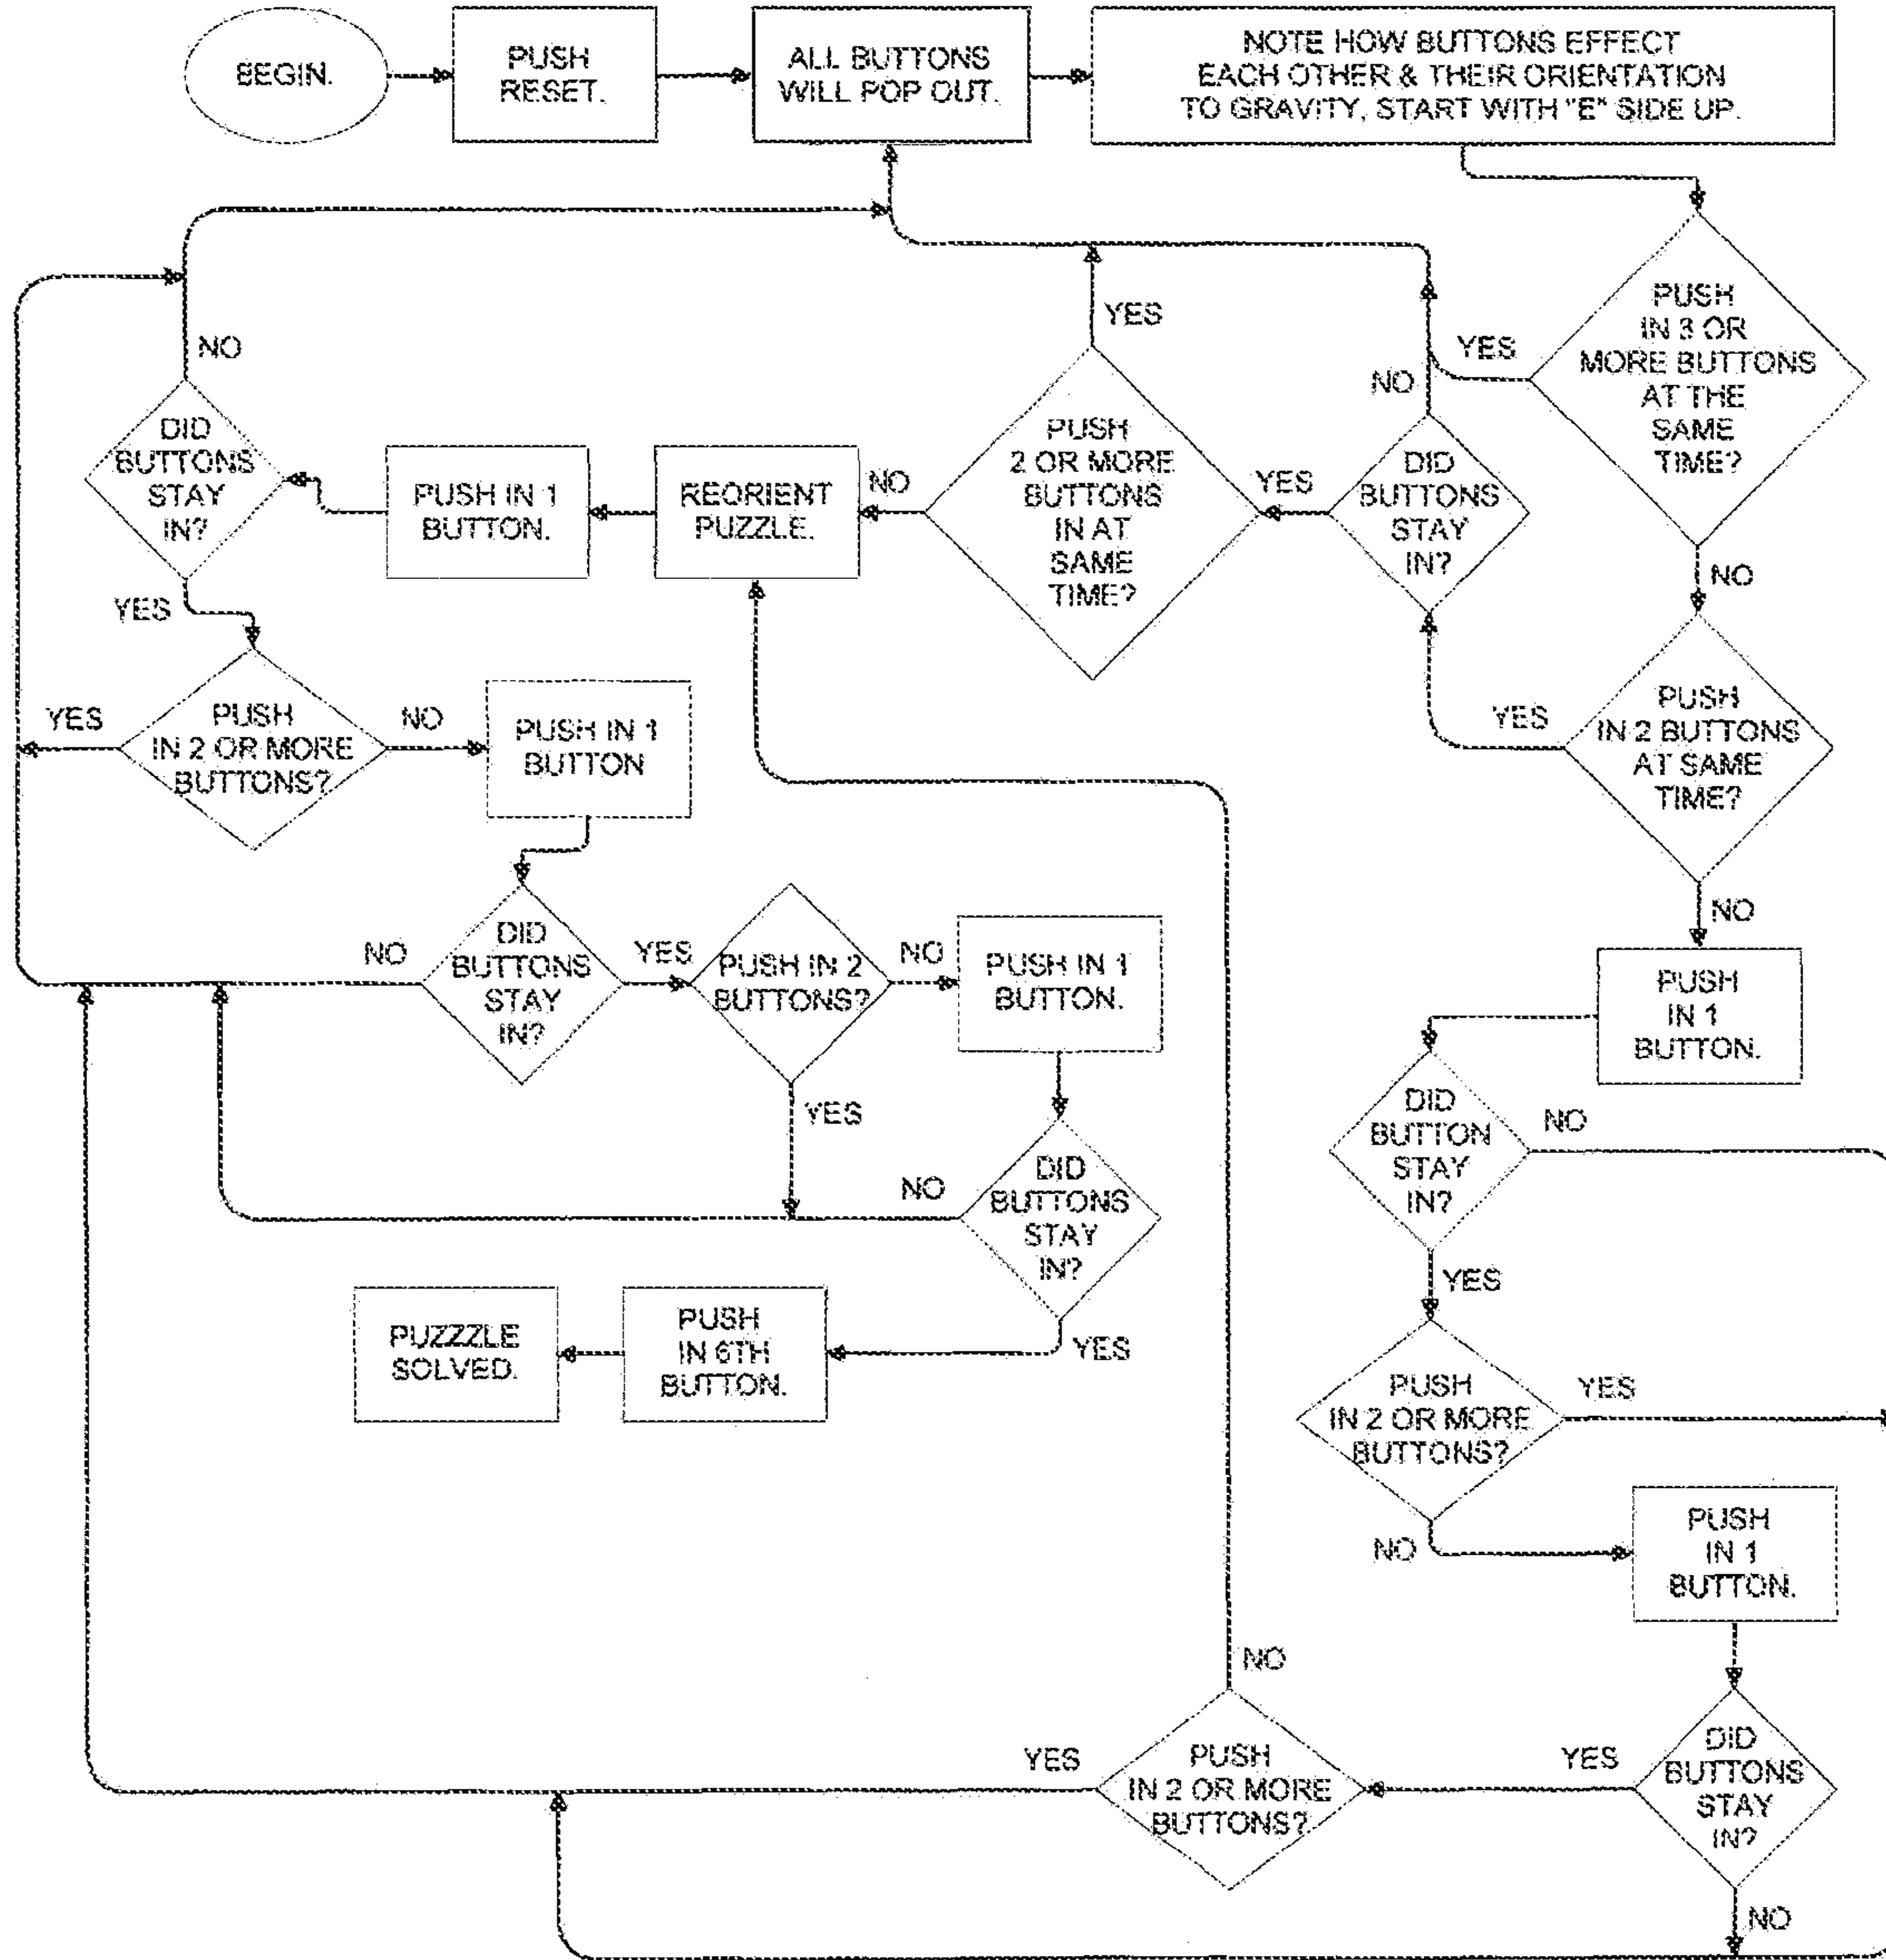 BEGIN.
PUSH
RESET.
ALL BUTTONS
WILL POP OUT.
NOTE HOW BUTTONS EFFECT
EACH OTHER & THEIR ORIENTATION
TO GRAVITY, START WITH "E" SIDE UP.
PUSH
IN 3 OR
MORE BUTTONS
AT THE
SAME
TIME?
YES
NO
PUSH
IN 2 BUTTONS
AT SAME
TIME?
YES
NO
DID
BUTTONS
STAY
IN?
NO
YES
PUSH
2 OR MORE
BUTTONS
IN AT
SAME
TIME?
YES
NO
REORIENT
PUZZLE.
PUSH IN 1
BUTTON.
DID
BUTTONS
STAY
IN?
NO
YES
PUSH
IN 2 OR MORE
BUTTONS?
YES
NO
PUSH IN 1
BUTTON
DID
BUTTONS
STAY
IN?
NO
YES
PUSH IN 2
BUTTONS?
NO
YES
PUSH IN 1
BUTTON.
DID
BUTTONS
STAY
IN?
NO
YES
PUSH
IN 6TH
BUTTON.
PUZZZLE
SOLVED.
PUSH
IN 1
BUTTON.
DID
BUTTON
STAY
IN?
NO
YES
PUSH
IN 2 OR MORE
BUTTONS?
YES
NO
PUSH
IN 1
BUTTON.
DID
BUTTONS
STAY
IN?
YES
NO
PUSH
IN 2 OR MORE
BUTTONS?
YES
NO